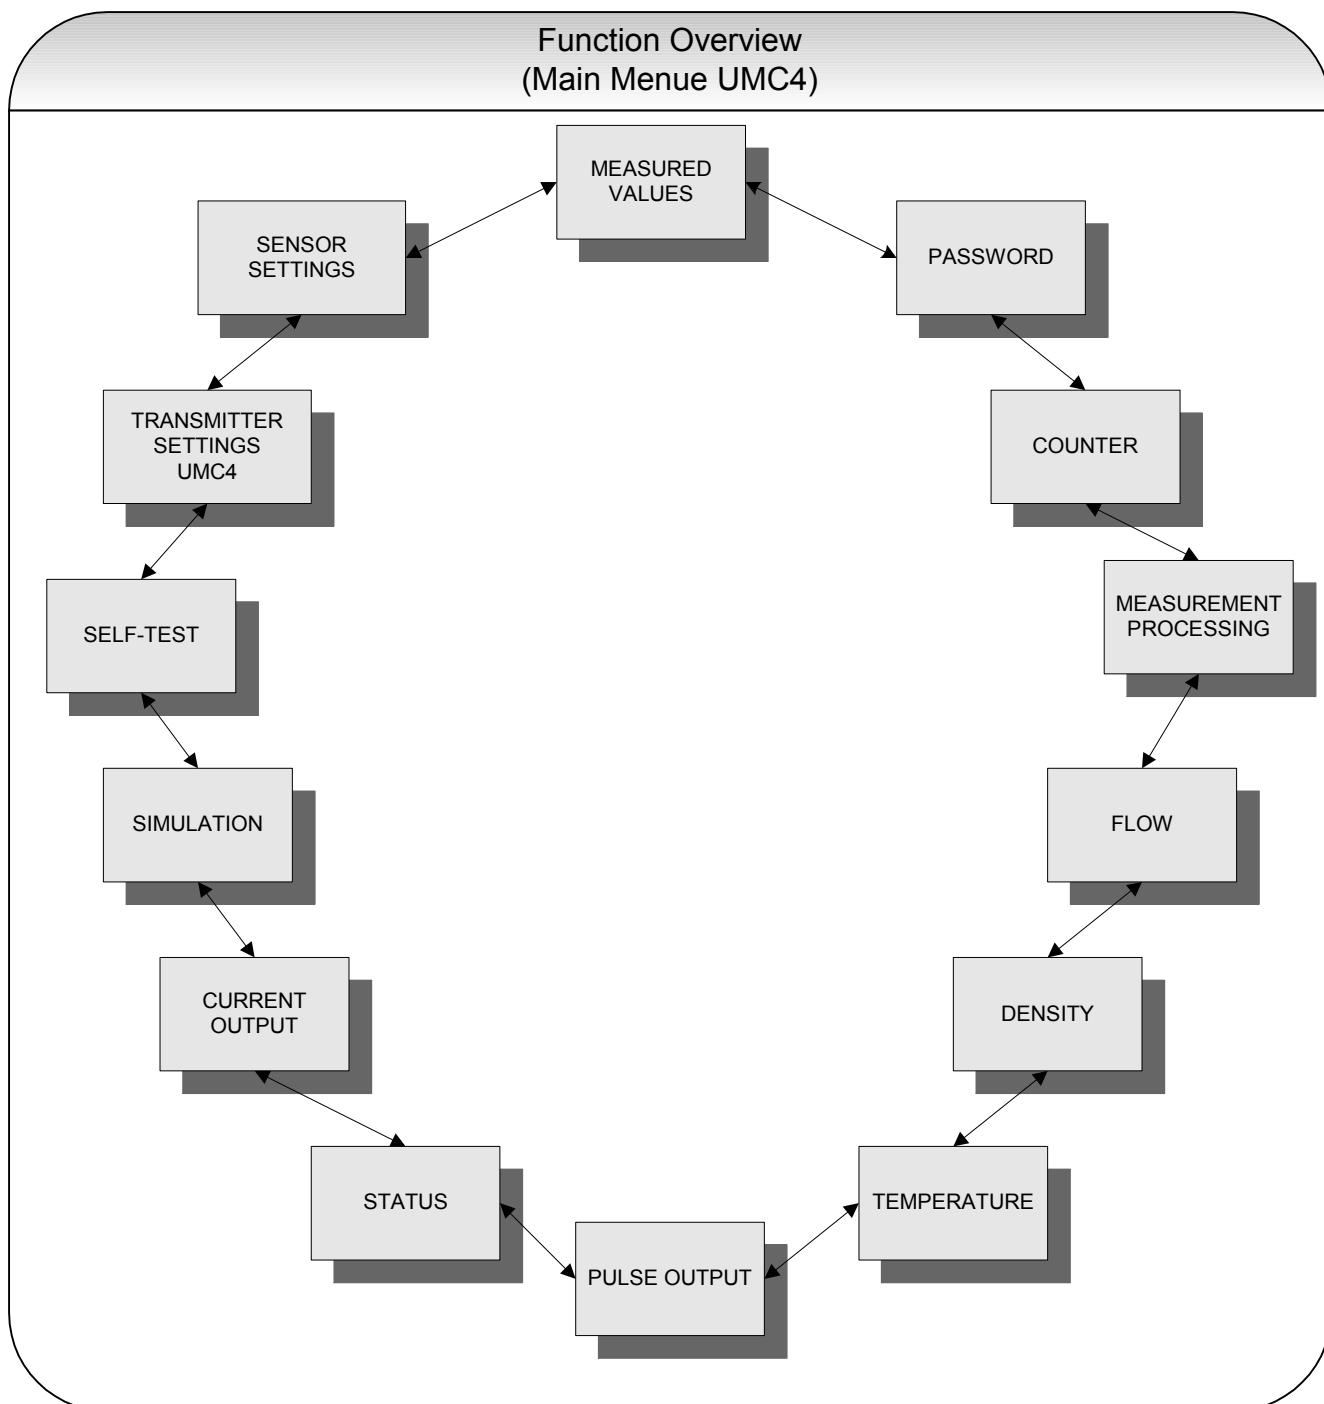 Function Overview
(Main Menue UMC4)
MEASURED
VALUES
SENSOR
SETTINGS
PASSWORD
TRANSMITTER
SETTINGS
UMC4
COUNTER
MEASUREMENT
PROCESSING
SELF-TEST
SIMULATION
FLOW
CURRENT
OUTPUT
DENSITY
STATUS
TEMPERATURE
PULSE OUTPUT